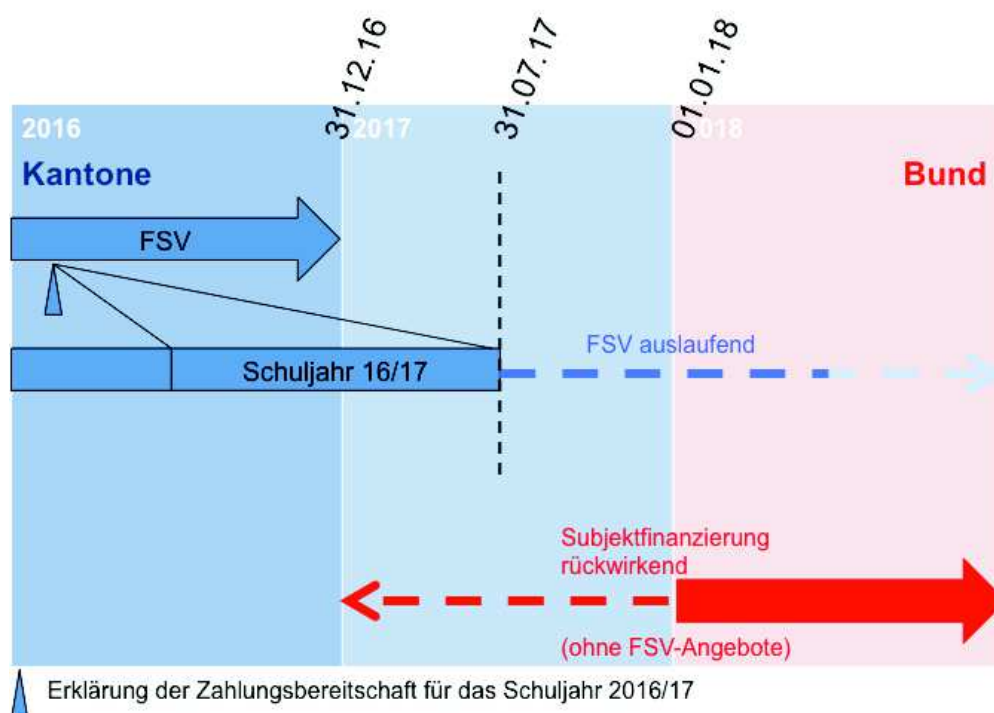 31.12.16
31.07.17
01.01.18
2016
2017
018
Kantone
Bund
FSV
Schuljahr 16/17
FSV auslaufend
Subjektfinanzierung
rückwirkend
(ohne FSV-Angebote)
Erklärung der Zahlungsbereitschaft für das Schuljahr 2016/17